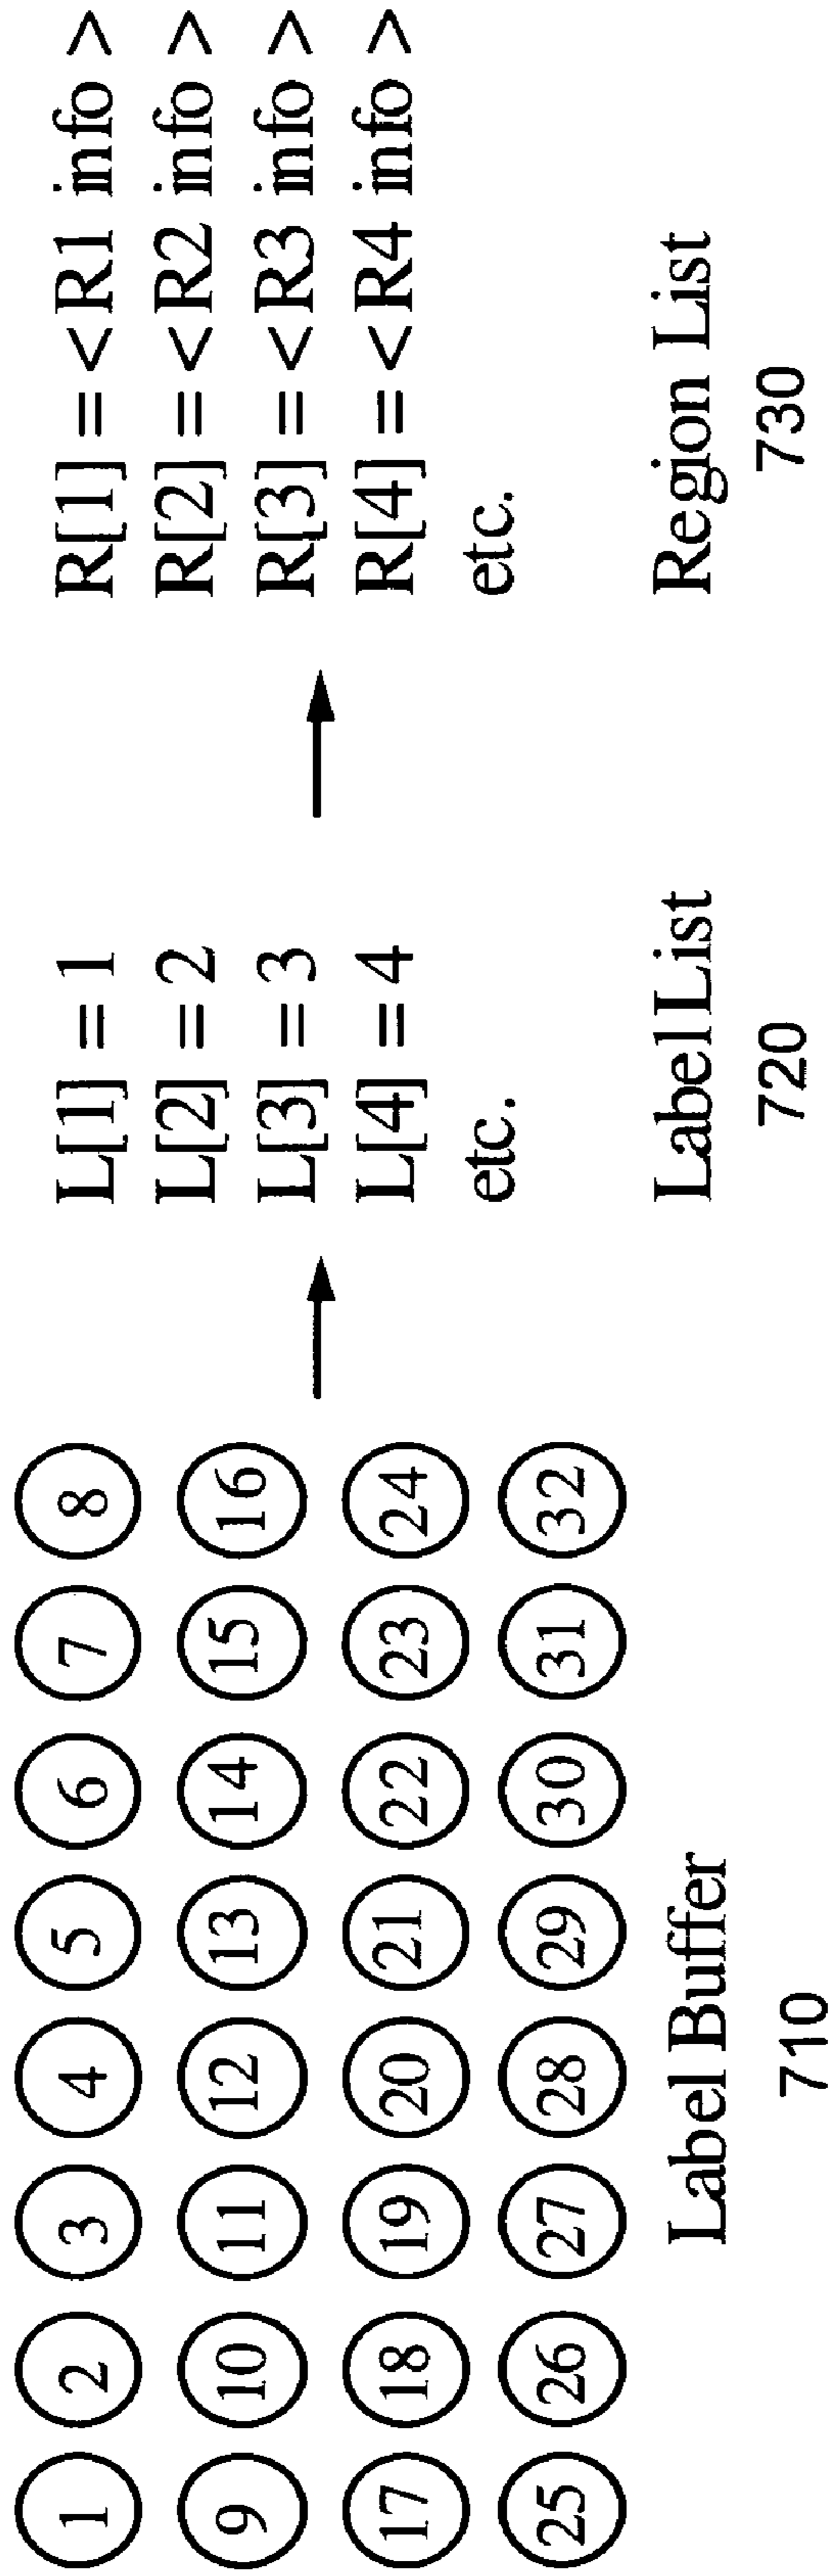 1 2 3 4 5 6 7 8
9 10 11 12 13 14 15 16
17 18 19 20 21 22 23 24
25 26 27 28 29 30 31 32
Label Buffer
710
L[1] = 1
L[2] = 2
L[3] = 3
L[4] = 4
etc.
Label List
720
R[1] = < R1 info >
R[2] = < R2 info >
R[3] = < R3 info >
R[4] = < R4 info >
etc.
Region List
730